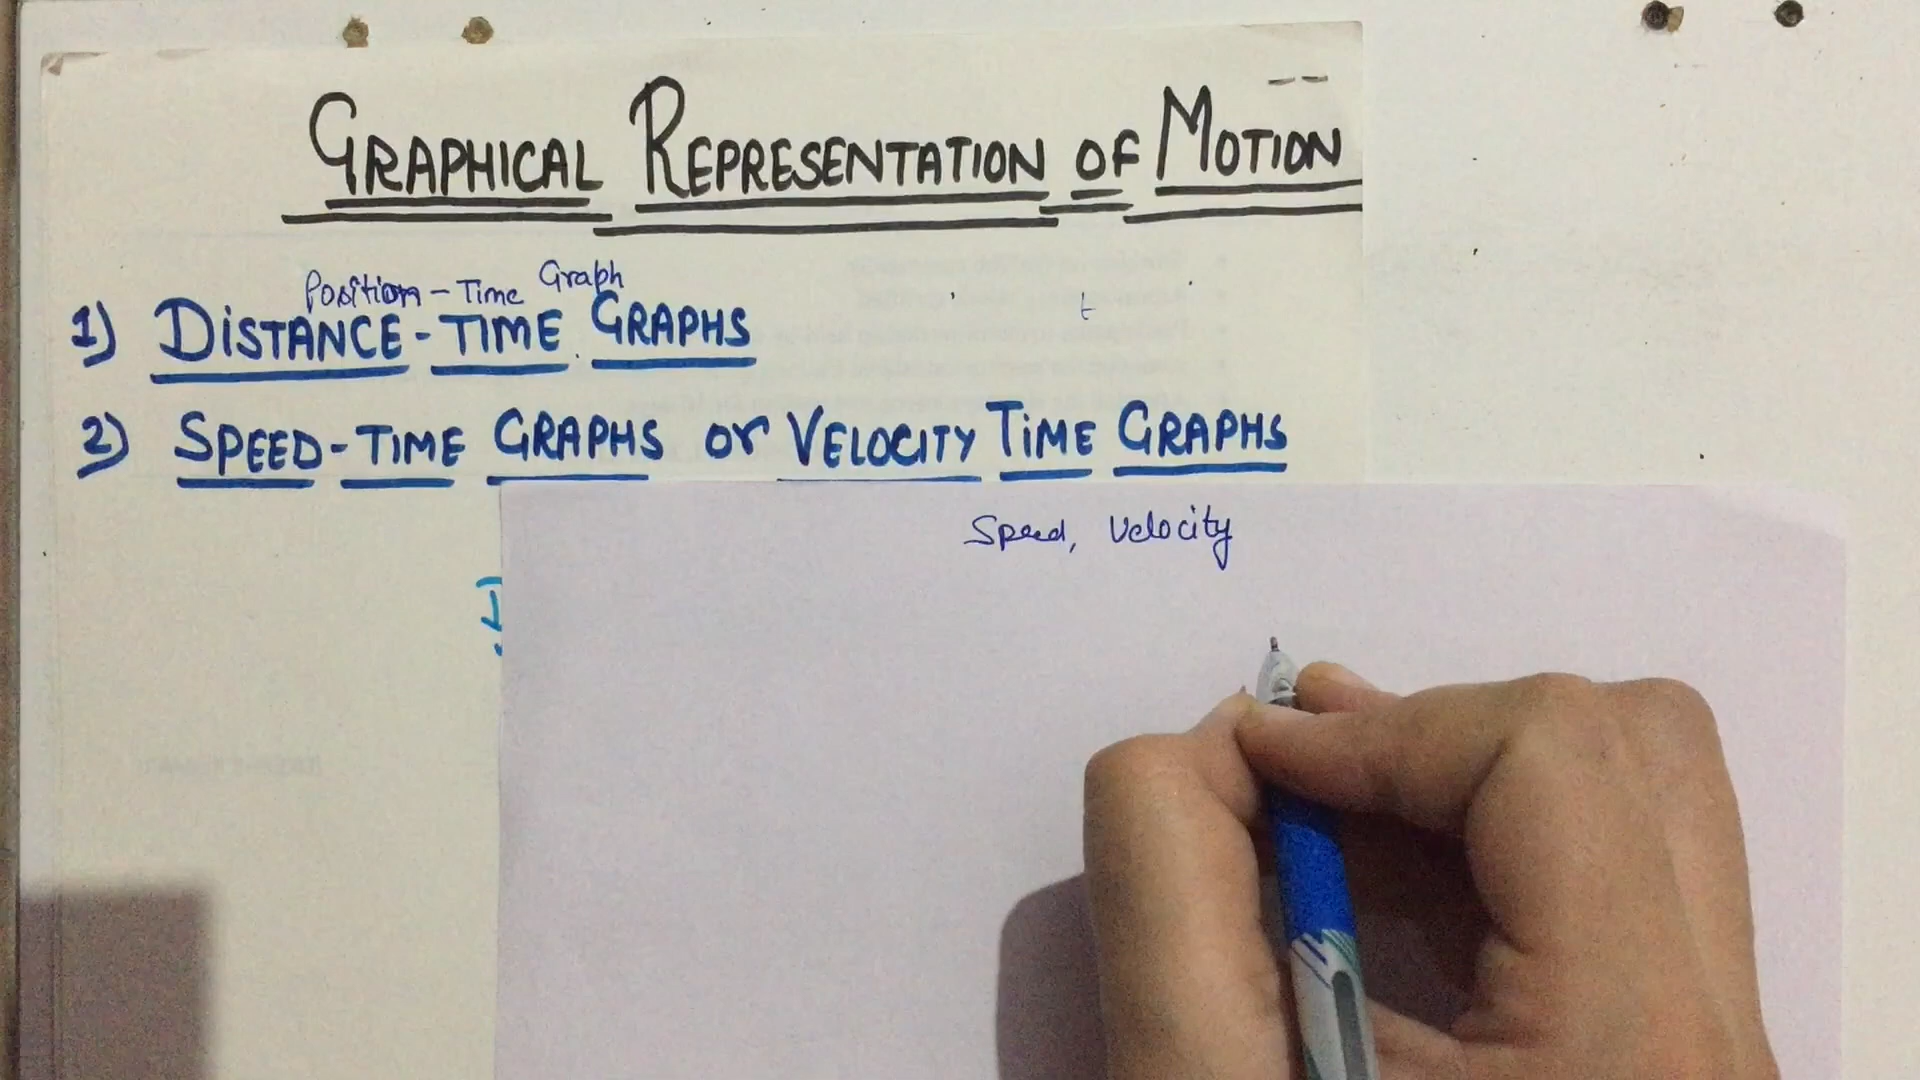 GRAPHICAL REPRESENTATION OF MOTION
Position - Time Graph
1) DISTANCE - TIME GRAPHS
t
2) SPEED - TIME GRAPHS or VELOCITY TIME GRAPHS
Speed, Velocity